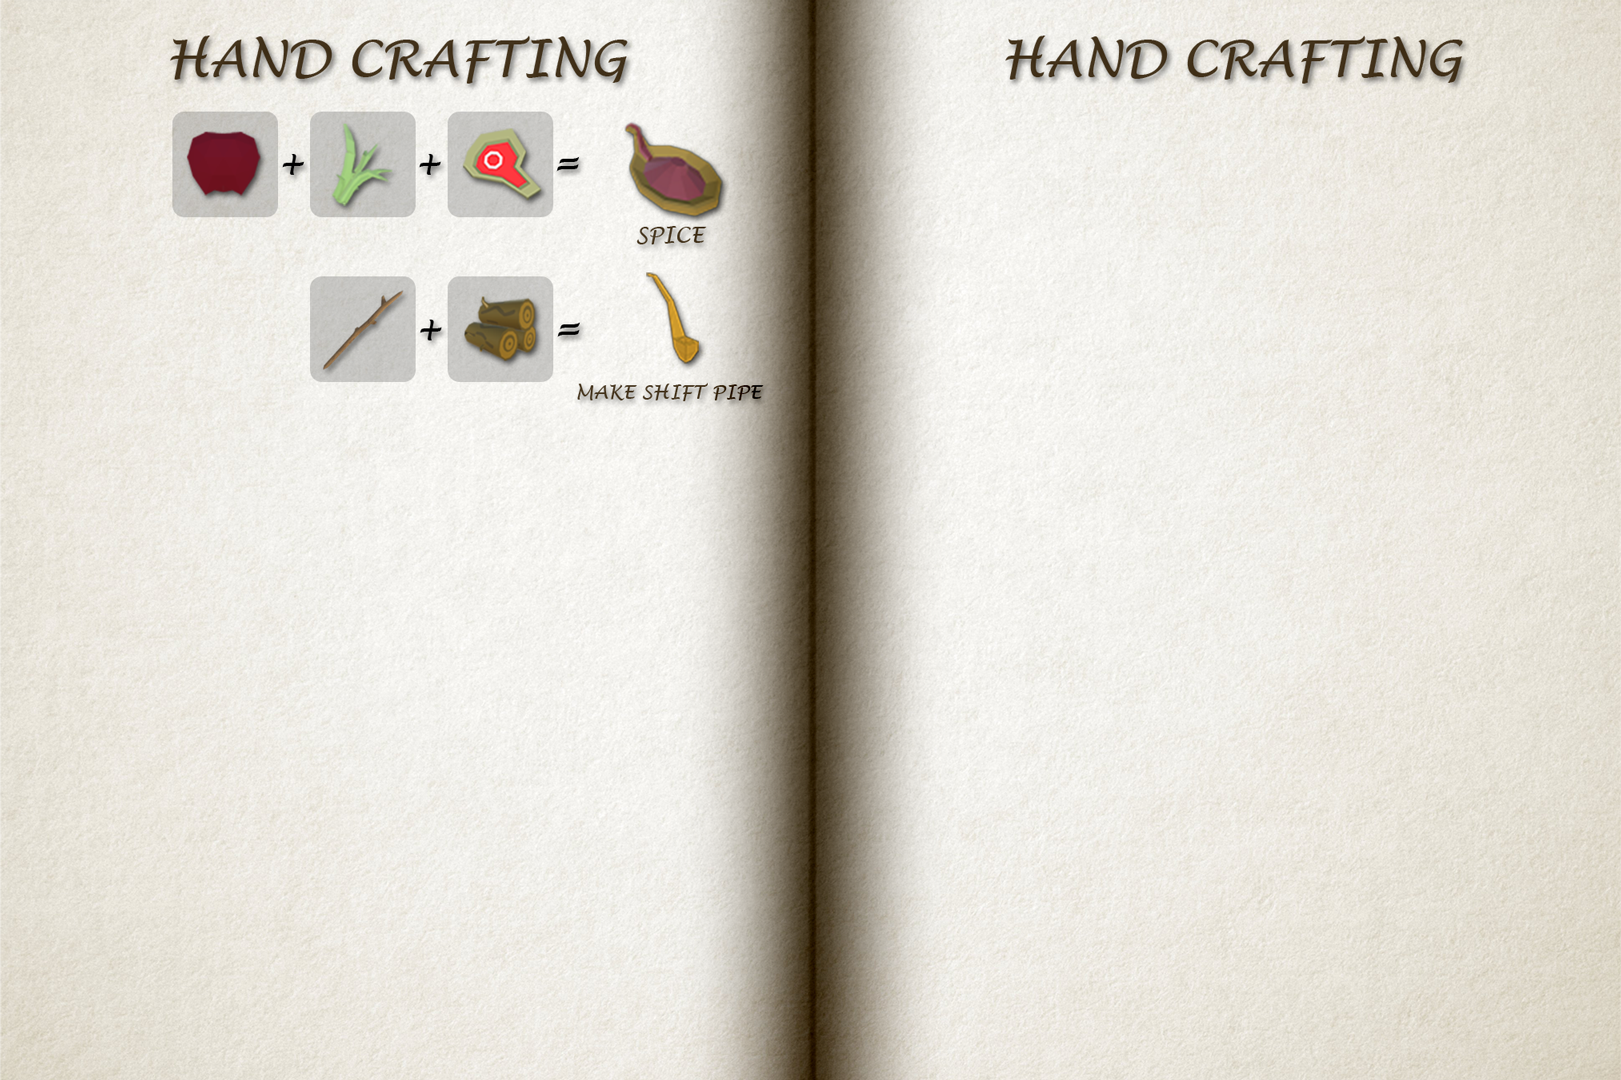 HAND CRAFTING
+ + =
SPICE
+ =
MAKE SHIFT PIPE
HAND CRAFTING